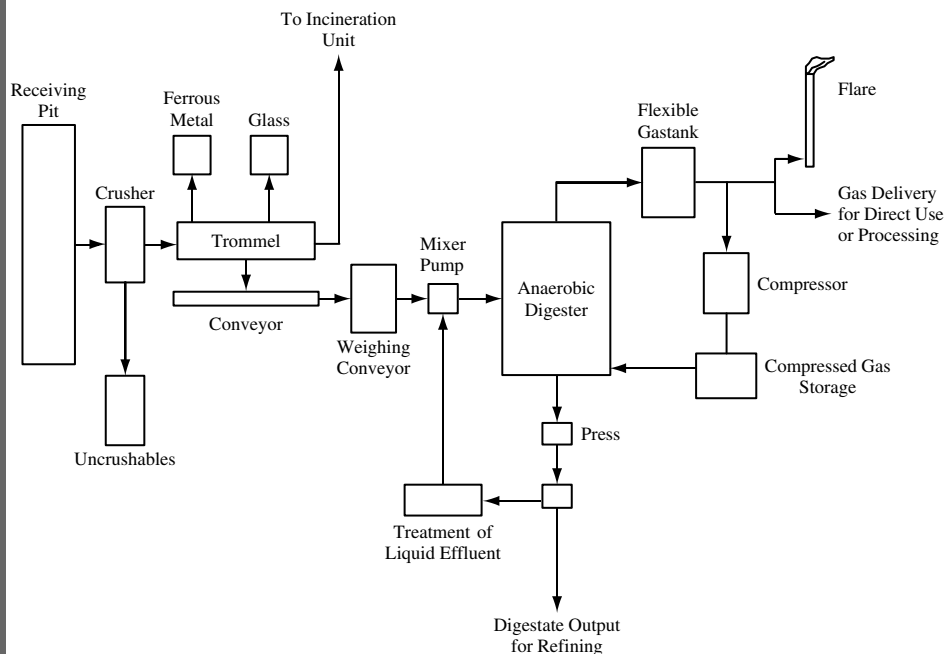 To Incineration
Unit
Receiving
Pit
Ferrous
Metal
Glass
Flexible
Gastank
Flare
Crusher
Trommel
Mixer
Pump
Gas Delivery
for Direct Use
or Processing
Anaerobic
Digester
Compressor
Conveyor
Weighing
Conveyor
Compressed Gas
Storage
Uncrushables
Press
Treatment of
Liquid Effluent
Digestate Output
for Refining